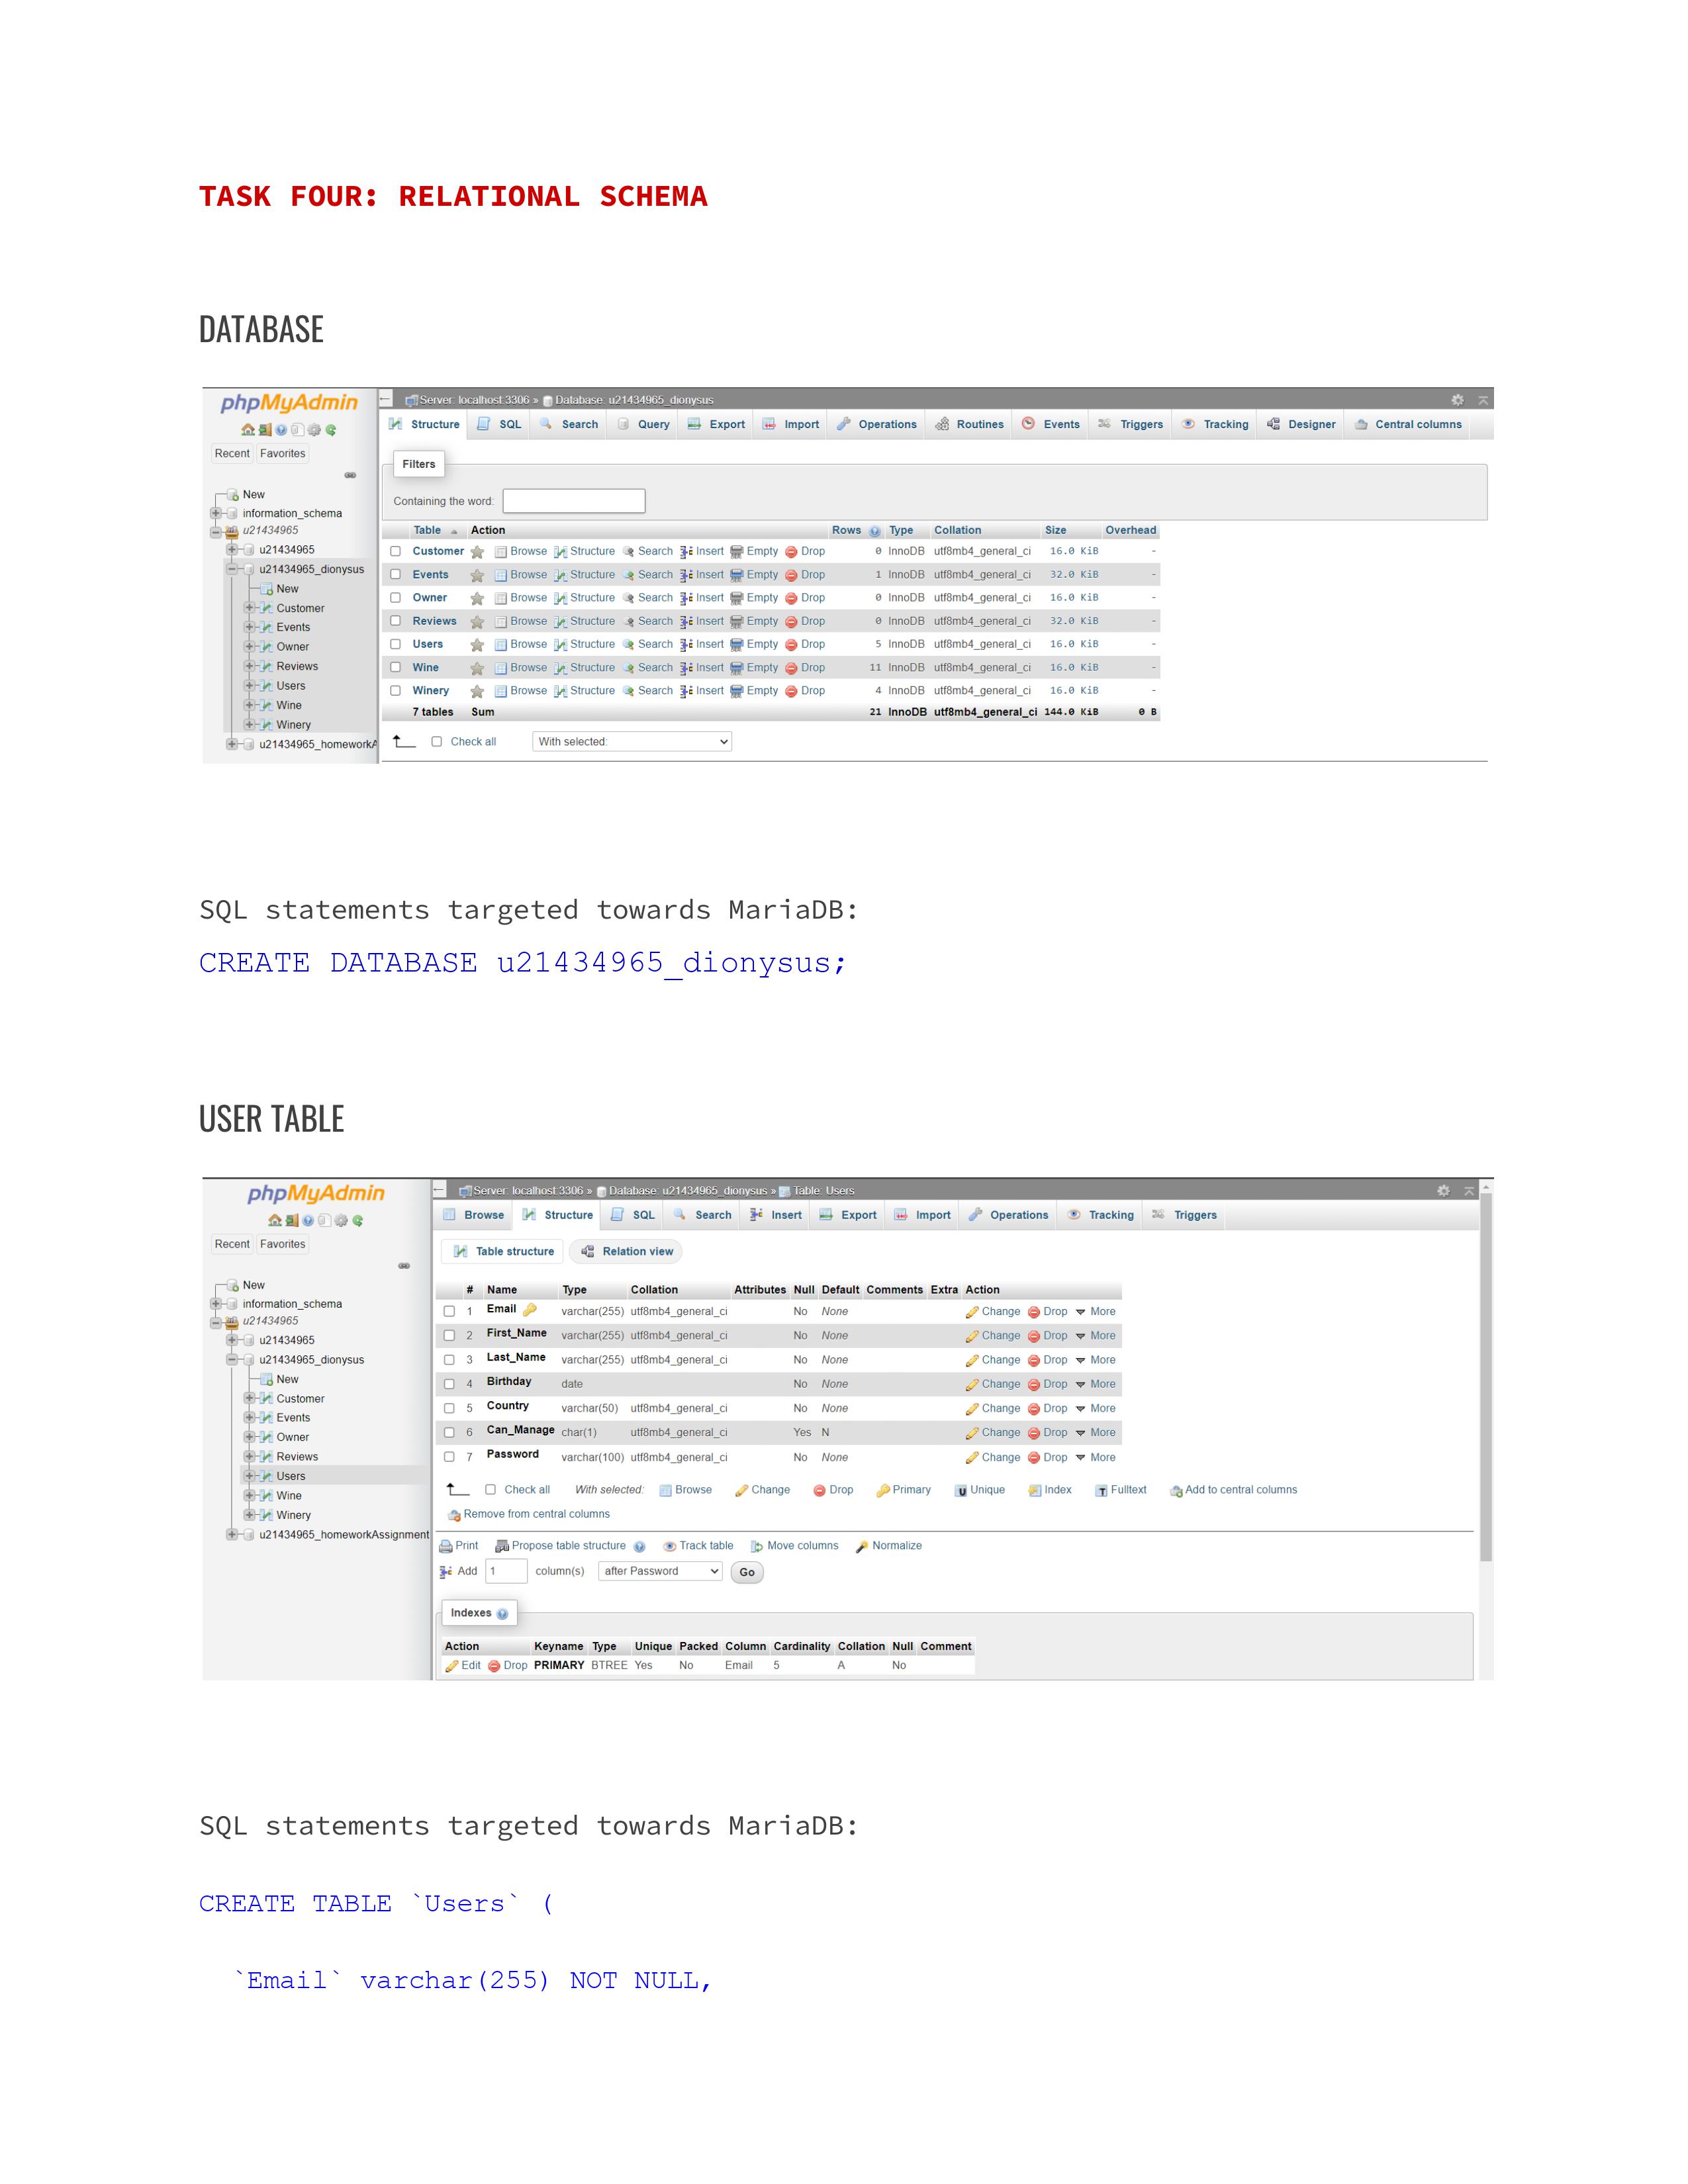 TASK FOUR: RELATIONAL SCHEMA
DATABASE
phpMyAdmin
Recent Favorites
New
information_schema
u21434965
u21434965
u21434965_dionysus
New
Customer
Events
Owner
Reviews
Users
Wine
Winery
u21434965_homeworkA
Server: localhost:3306 » Database: u21434965_dionysus
Structure SQL Search Query Export Import Operations Routines Events Triggers Tracking Designer Central columns
Filters
Containing the word:
Table Action Rows Type Collation Size Overhead
Customer Browse Structure Search Insert Empty Drop 0 InnoDB utf8mb4_general_ci 16.0 KiB -
Events Browse Structure Search Insert Empty Drop 1 InnoDB utf8mb4_general_ci 32.0 KiB -
Owner Browse Structure Search Insert Empty Drop 0 InnoDB utf8mb4_general_ci 16.0 KiB -
Reviews Browse Structure Search Insert Empty Drop 0 InnoDB utf8mb4_general_ci 32.0 KiB -
Users Browse Structure Search Insert Empty Drop 5 InnoDB utf8mb4_general_ci 16.0 KiB -
Wine Browse Structure Search Insert Empty Drop 11 InnoDB utf8mb4_general_ci 16.0 KiB -
Winery Browse Structure Search Insert Empty Drop 4 InnoDB utf8mb4_general_ci 16.0 KiB -
7 tables Sum 21 InnoDB utf8mb4_general_ci 144.0 KiB 0 B
Check all With selected:
SQL statements targeted towards MariaDB:
CREATE DATABASE u21434965_dionysus;
USER TABLE
phpMyAdmin
Recent Favorites
New
information_schema
u21434965
u21434965
u21434965_dionysus
New
Customer
Events
Owner
Reviews
Users
Wine
Winery
u21434965_homeworkAssignment
Server: localhost:3306 » Database: u21434965_dionysus » Table: Users
Browse Structure SQL Search Insert Export Import Operations Tracking Triggers
Table structure Relation view
# Name Type Collation Attributes Null Default Comments Extra Action
1 Email varchar(255) utf8mb4_general_ci No None Change Drop More
2 First_Name varchar(255) utf8mb4_general_ci No None Change Drop More
3 Last_Name varchar(255) utf8mb4_general_ci No None Change Drop More
4 Birthday date No None Change Drop More
5 Country varchar(50) utf8mb4_general_ci No None Change Drop More
6 Can_Manage char(1) utf8mb4_general_ci Yes N Change Drop More
7 Password varchar(100) utf8mb4_general_ci No None Change Drop More
Check all With selected: Browse Change Drop Primary Unique Index Fulltext Add to central columns
Remove from central columns
Print Propose table structure Track table Move columns Normalize
Add 1 column(s) after Password Go
Indexes
Action Keyname Type Unique Packed Column Cardinality Collation Null Comment
Edit Drop PRIMARY BTREE Yes No Email 5 A No
SQL statements targeted towards MariaDB:
CREATE TABLE `Users` (
`Email` varchar(255) NOT NULL,